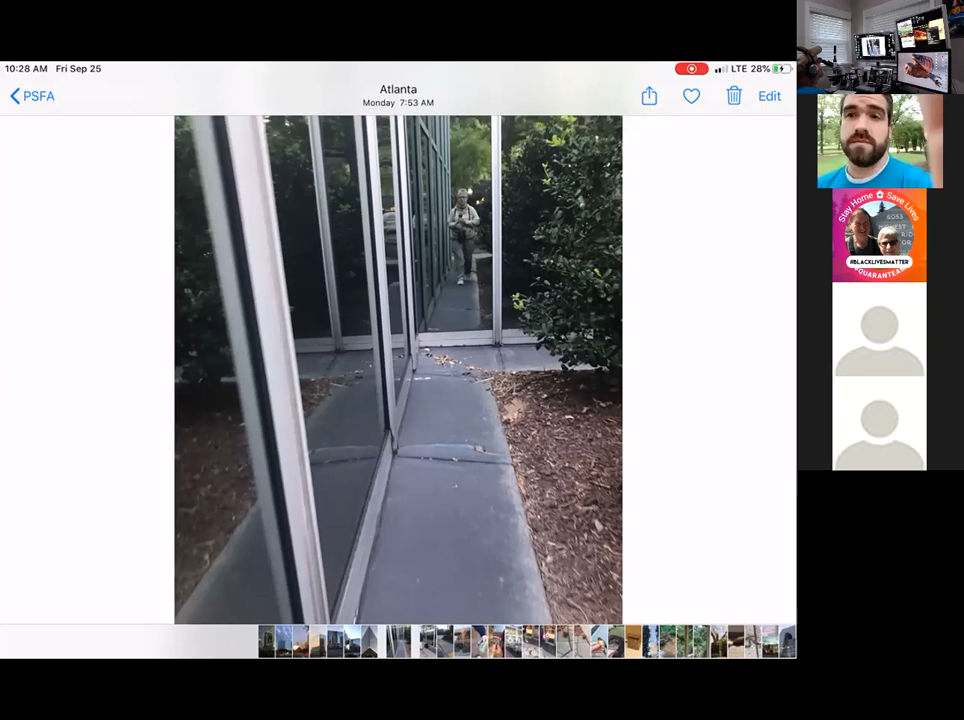 10:28 AM Fri Sep 25
LTE 28%
PSFA
Atlanta
Monday 7:53 AM
Edit
Stay Home Save Lives
#BLACKLIVESMATTER